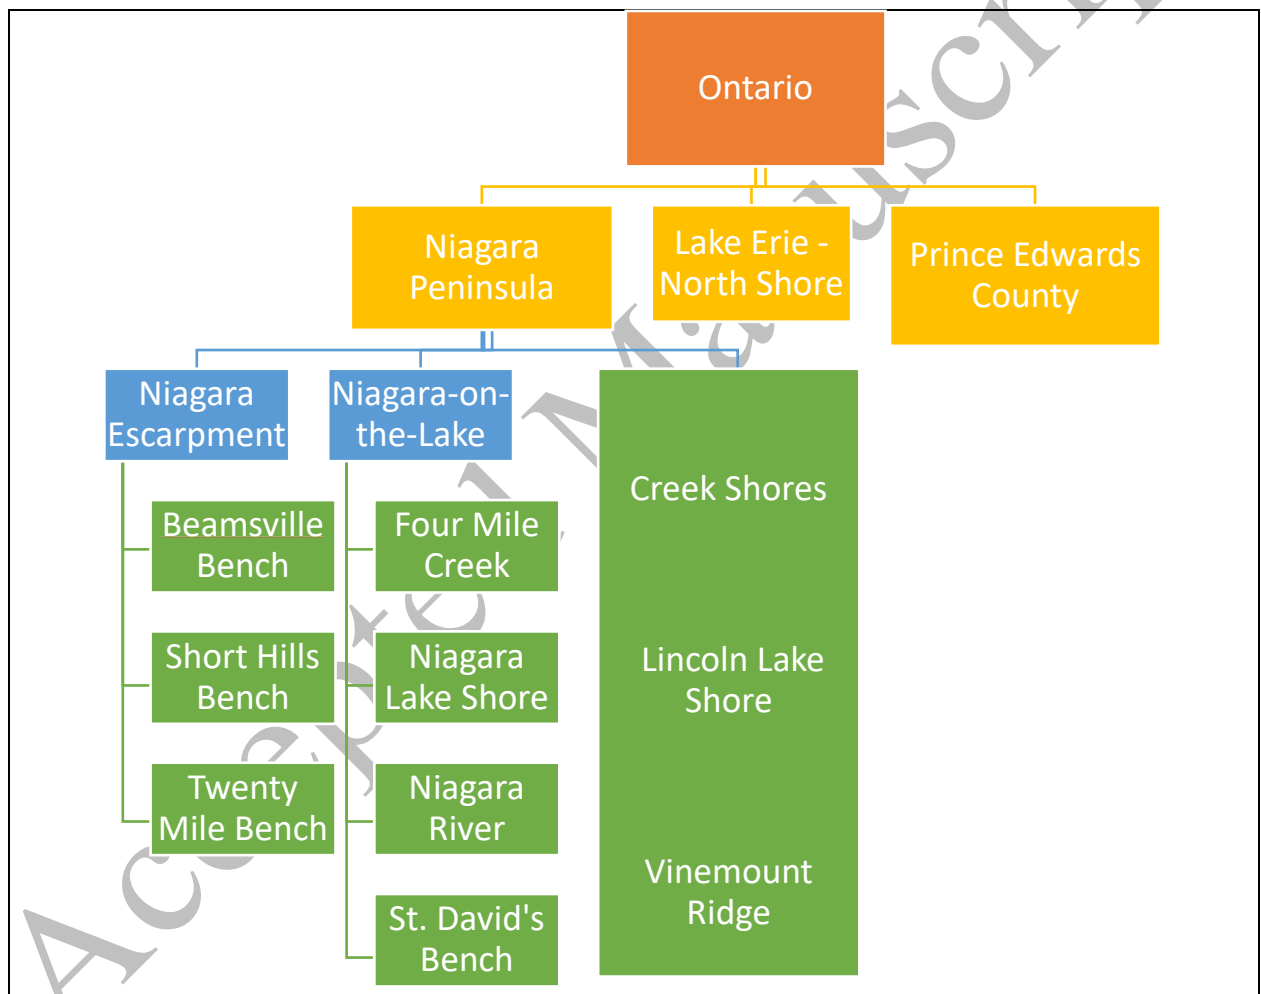 Ontario
Niagara
Peninsula
Lake Erie -
North Shore
Prince Edwards
County
Niagara
Escarpment
Niagara-on-
the-Lake
Beamsville
Bench
Short Hills
Bench
Twenty
Mile Bench
Four Mile
Creek
Niagara
Lake Shore
Niagara
River
St. David's
Bench
Creek Shores
Lincoln Lake
Shore
Vinemount
Ridge
Accepted Manuscrip